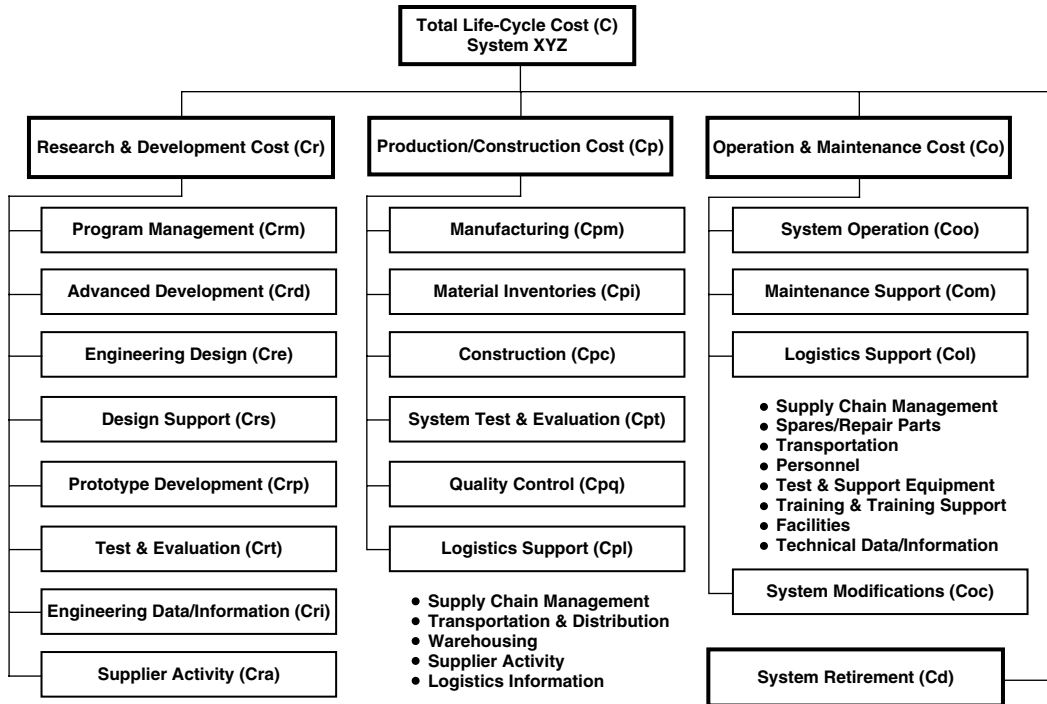 Total Life-Cycle Cost (C)
System XYZ
Research & Development Cost (Cr)
Program Management (Crm)
Advanced Development (Crd)
Engineering Design (Cre)
Design Support (Crs)
Prototype Development (Crp)
Test & Evaluation (Crt)
Engineering Data/Information (Cri)
Supplier Activity (Cra)
Production/Construction Cost (Cp)
Manufacturing (Cpm)
Material Inventories (Cpi)
Construction (Cpc)
System Test & Evaluation (Cpt)
Quality Control (Cpq)
Logistics Support (Cpl)
• Supply Chain Management
• Transportation & Distribution
• Warehousing
• Supplier Activity
• Logistics Information
Operation & Maintenance Cost (Co)
System Operation (Coo)
Maintenance Support (Com)
Logistics Support (Col)
• Supply Chain Management
• Spares/Repair Parts
• Transportation
• Personnel
• Test & Support Equipment
• Training & Training Support
• Facilities
• Technical Data/Information
System Modifications (Coc)
System Retirement (Cd)